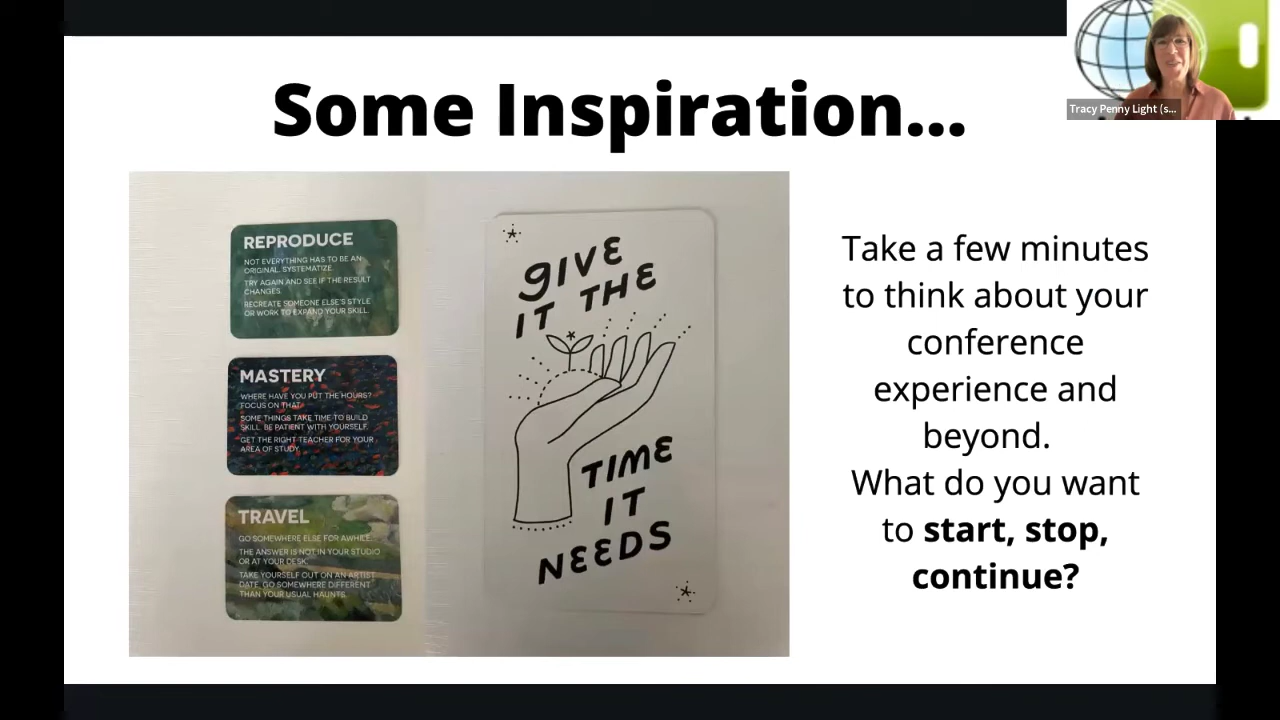 Some Inspiration...
Tracy Penny Light (s...
REPRODUCE
NOT EVERYTHING HAS TO BE AN
ORIGINAL. SYSTEMATIZE.
TRY AGAIN AND SEE IF THE RESULT
CHANGES.
RECREATE SOMEONE ELSE'S STYLE
OR WORK TO EXPAND YOUR SKILL.
MASTERY
WHERE HAVE YOU PUT THE HOURS?
FOCUS ON THAT.
SOME THINGS TAKE TIME TO BUILD
SKILL. BE PATIENT WITH YOURSELF.
GET THE RIGHT TEACHER FOR YOUR
AREA OF STUDY.
TRAVEL
GO SOMEWHERE ELSE FOR AWHILE.
THE ANSWER IS NOT IN YOUR STUDIO
OR AT YOUR DESK.
TAKE YOURSELF OUT ON AN ARTIST
DATE. GO SOMEWHERE DIFFERENT
THAN YOUR USUAL HAUNTS.
GIVE
IT THE
TIME
IT
NEEDS
Take a few minutes
to think about your
conference
experience and
beyond.
What do you want
to start, stop,
continue?